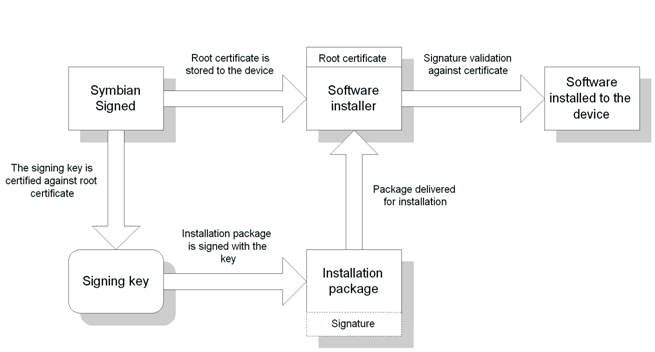 Root certificate is
stored to the device
Root certificate
Signature validation
against certificate
Symbian
Signed
Software
installer
Software
installed to the
device
The signing key is
certified against root
certificate
Package delivered
for installation
Installation package
is signed with the
key
Signing key
Installation
package
Signature